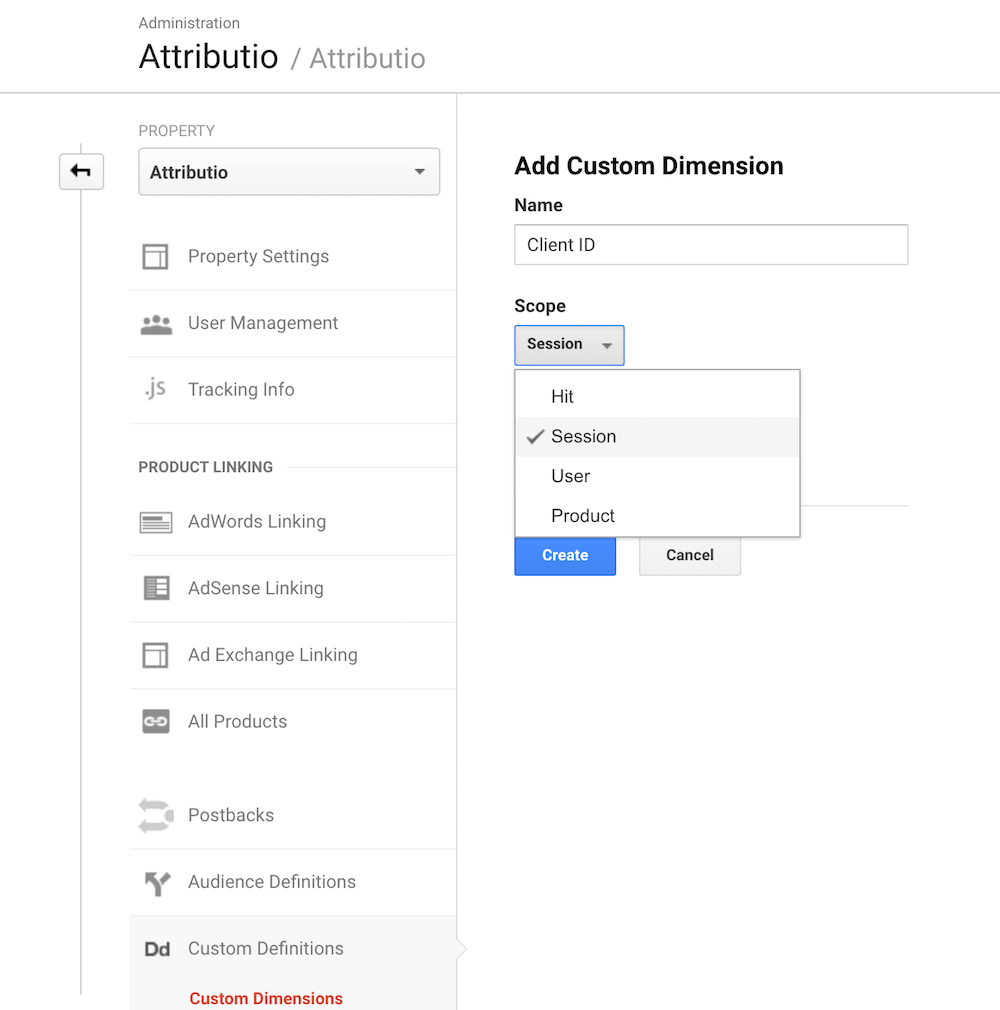 Administration
Attributio / Attributio
PROPERTY
Attributio
Property Settings
User Management
.js Tracking Info
PRODUCT LINKING
AdWords Linking
AdSense Linking
Ad Exchange Linking
All Products
Postbacks
Audience Definitions
Dd Custom Definitions
Custom Dimensions
Add Custom Dimension
Name
Client ID
Scope
Session
Hit
Session
User
Product
Create Cancel